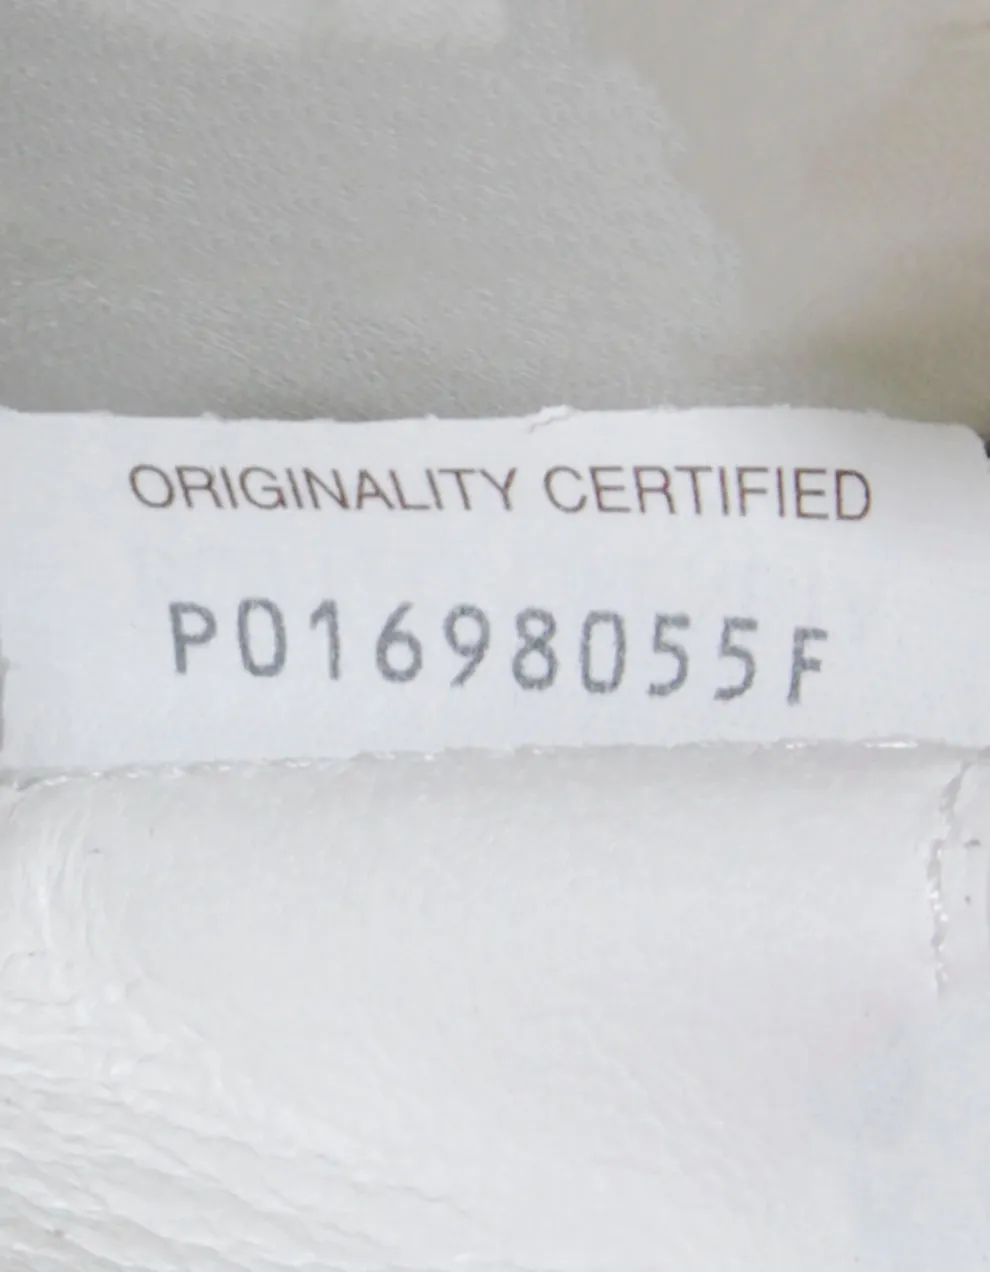 ORIGINALITY CERTIFIED
P01698055F